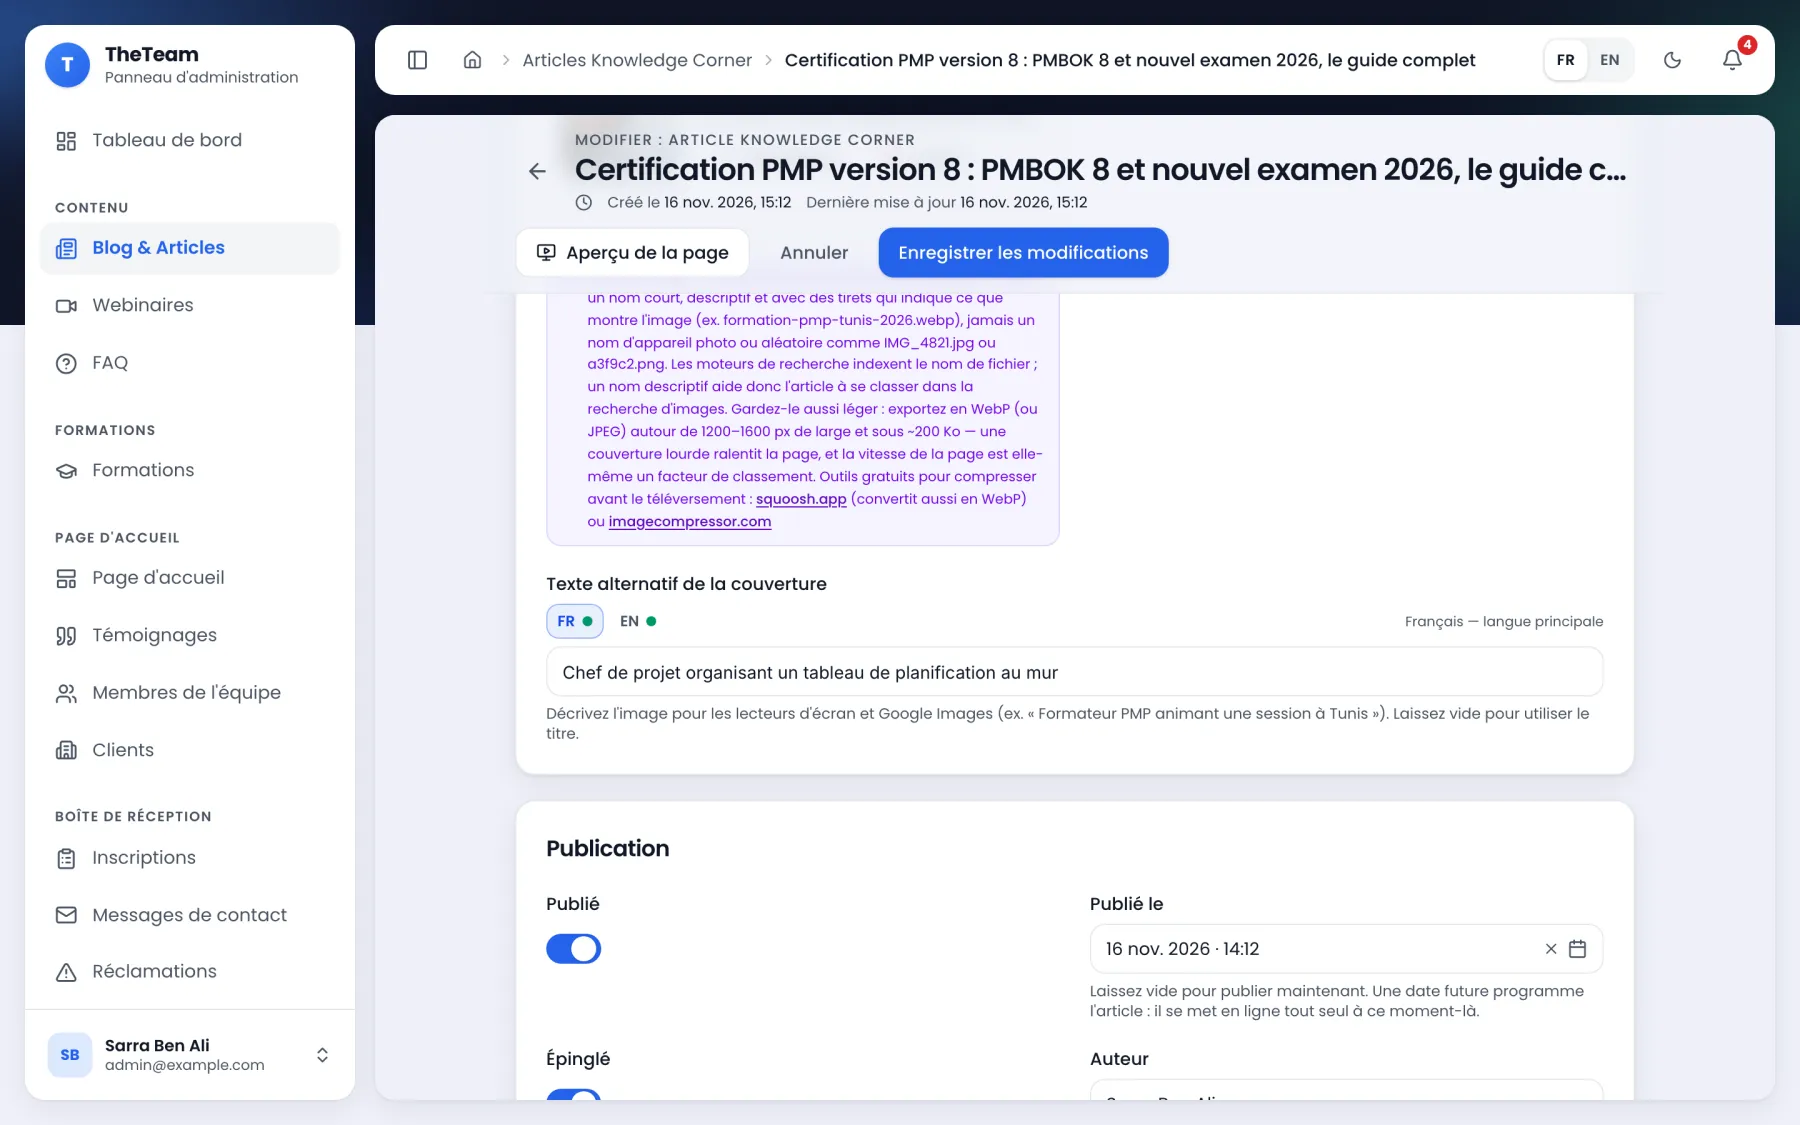 T
TheTeam
Panneau d'administration
Tableau de bord
CONTENU
Blog & Articles
Webinaires
FAQ
FORMATIONS
Formations
PAGE D'ACCUEIL
Page d'accueil
Témoignages
Membres de l'équipe
Clients
BOÎTE DE RÉCEPTION
Inscriptions
Messages de contact
Réclamations
SB
Sarra Ben Ali
admin@example.com
Articles Knowledge Corner
Certification PMP version 8 : PMBOK 8 et nouvel examen 2026, le guide complet
FR
EN
4
MODIFIER : ARTICLE KNOWLEDGE CORNER
Certification PMP version 8 : PMBOK 8 et nouvel examen 2026, le guide c...
Créé le 16 nov. 2026, 15:12 Dernière mise à jour 16 nov. 2026, 15:12
Aperçu de la page
Annuler
Enregistrer les modifications
un nom court, descriptif et avec des tirets qui indique ce que
montre l'image (ex. formation-pmp-tunis-2026.webp), jamais un
nom d'appareil photo ou aléatoire comme IMG_4821.jpg ou
a3f9c2.png. Les moteurs de recherche indexent le nom de fichier ;
un nom descriptif aide donc l'article à se classer dans la
recherche d'images. Gardez-le aussi léger : exportez en WebP (ou
JPEG) autour de 1200–1600 px de large et sous ~200 Ko — une
couverture lourde ralentit la page, et la vitesse de la page est elle-
même un facteur de classement. Outils gratuits pour compresser
avant le téléversement : squoosh.app (convertit aussi en WebP)
ou imagecompressor.com
Texte alternatif de la couverture
FR
EN
Français — langue principale
Chef de projet organisant un tableau de planification au mur
Décrivez l'image pour les lecteurs d'écran et Google Images (ex. « Formateur PMP animant une session à Tunis »). Laissez vide pour utiliser le
titre.
Publication
Publié
Publié le
16 nov. 2026 · 14:12
Laissez vide pour publier maintenant. Une date future programme
l'article : il se met en ligne tout seul à ce moment-là.
Épinglé
Auteur